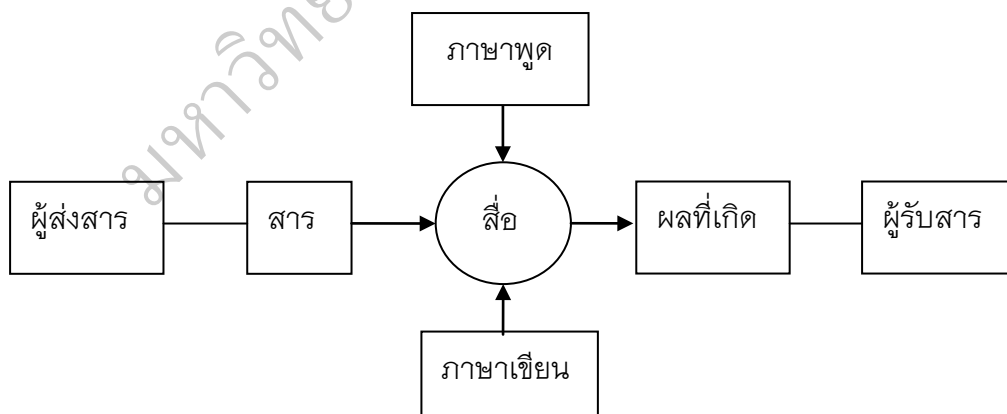 ภาษาพูด
ผู้ส่งสาร
สาร
สื่อ
ผลที่เกิด
ผู้รับสาร
ภาษาเขียน